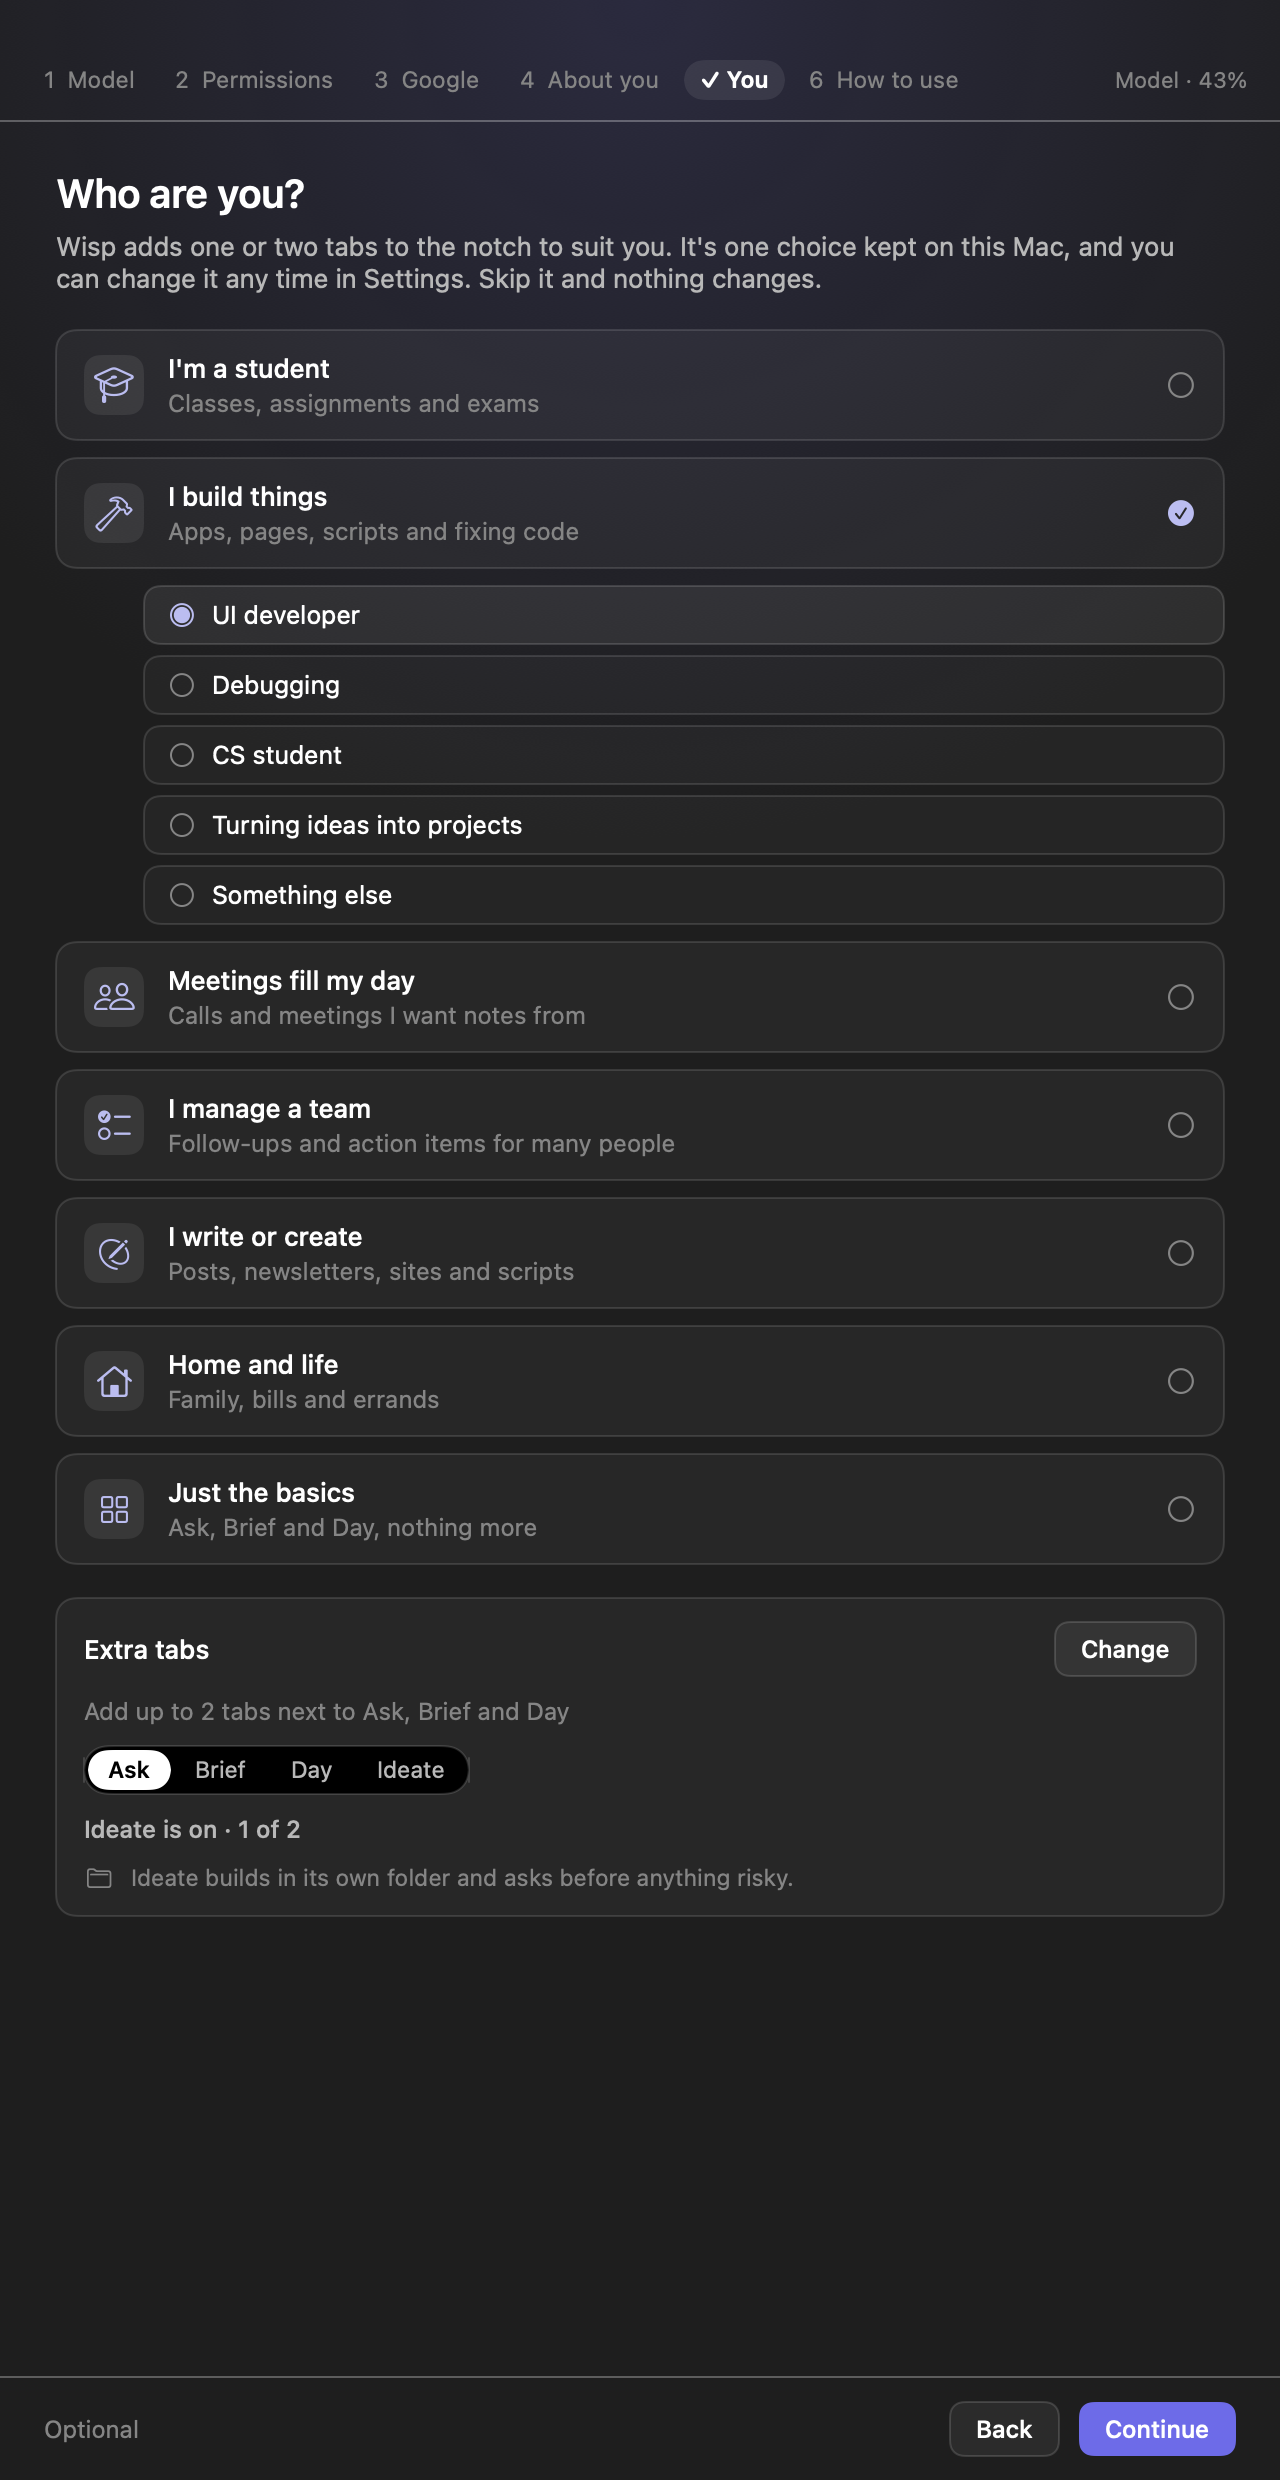 1 Model 2 Permissions 3 Google 4 About you ✓ You 6 How to use Model · 43%
Who are you?
Wisp adds one or two tabs to the notch to suit you. It's one choice kept on this Mac, and you
can change it any time in Settings. Skip it and nothing changes.
I'm a student
Classes, assignments and exams
I build things
Apps, pages, scripts and fixing code
UI developer
Debugging
CS student
Turning ideas into projects
Something else
Meetings fill my day
Calls and meetings I want notes from
I manage a team
Follow-ups and action items for many people
I write or create
Posts, newsletters, sites and scripts
Home and life
Family, bills and errands
Just the basics
Ask, Brief and Day, nothing more
Extra tabs Change
Add up to 2 tabs next to Ask, Brief and Day
Ask Brief Day Ideate
Ideate is on · 1 of 2
Ideate builds in its own folder and asks before anything risky.
Optional Back Continue